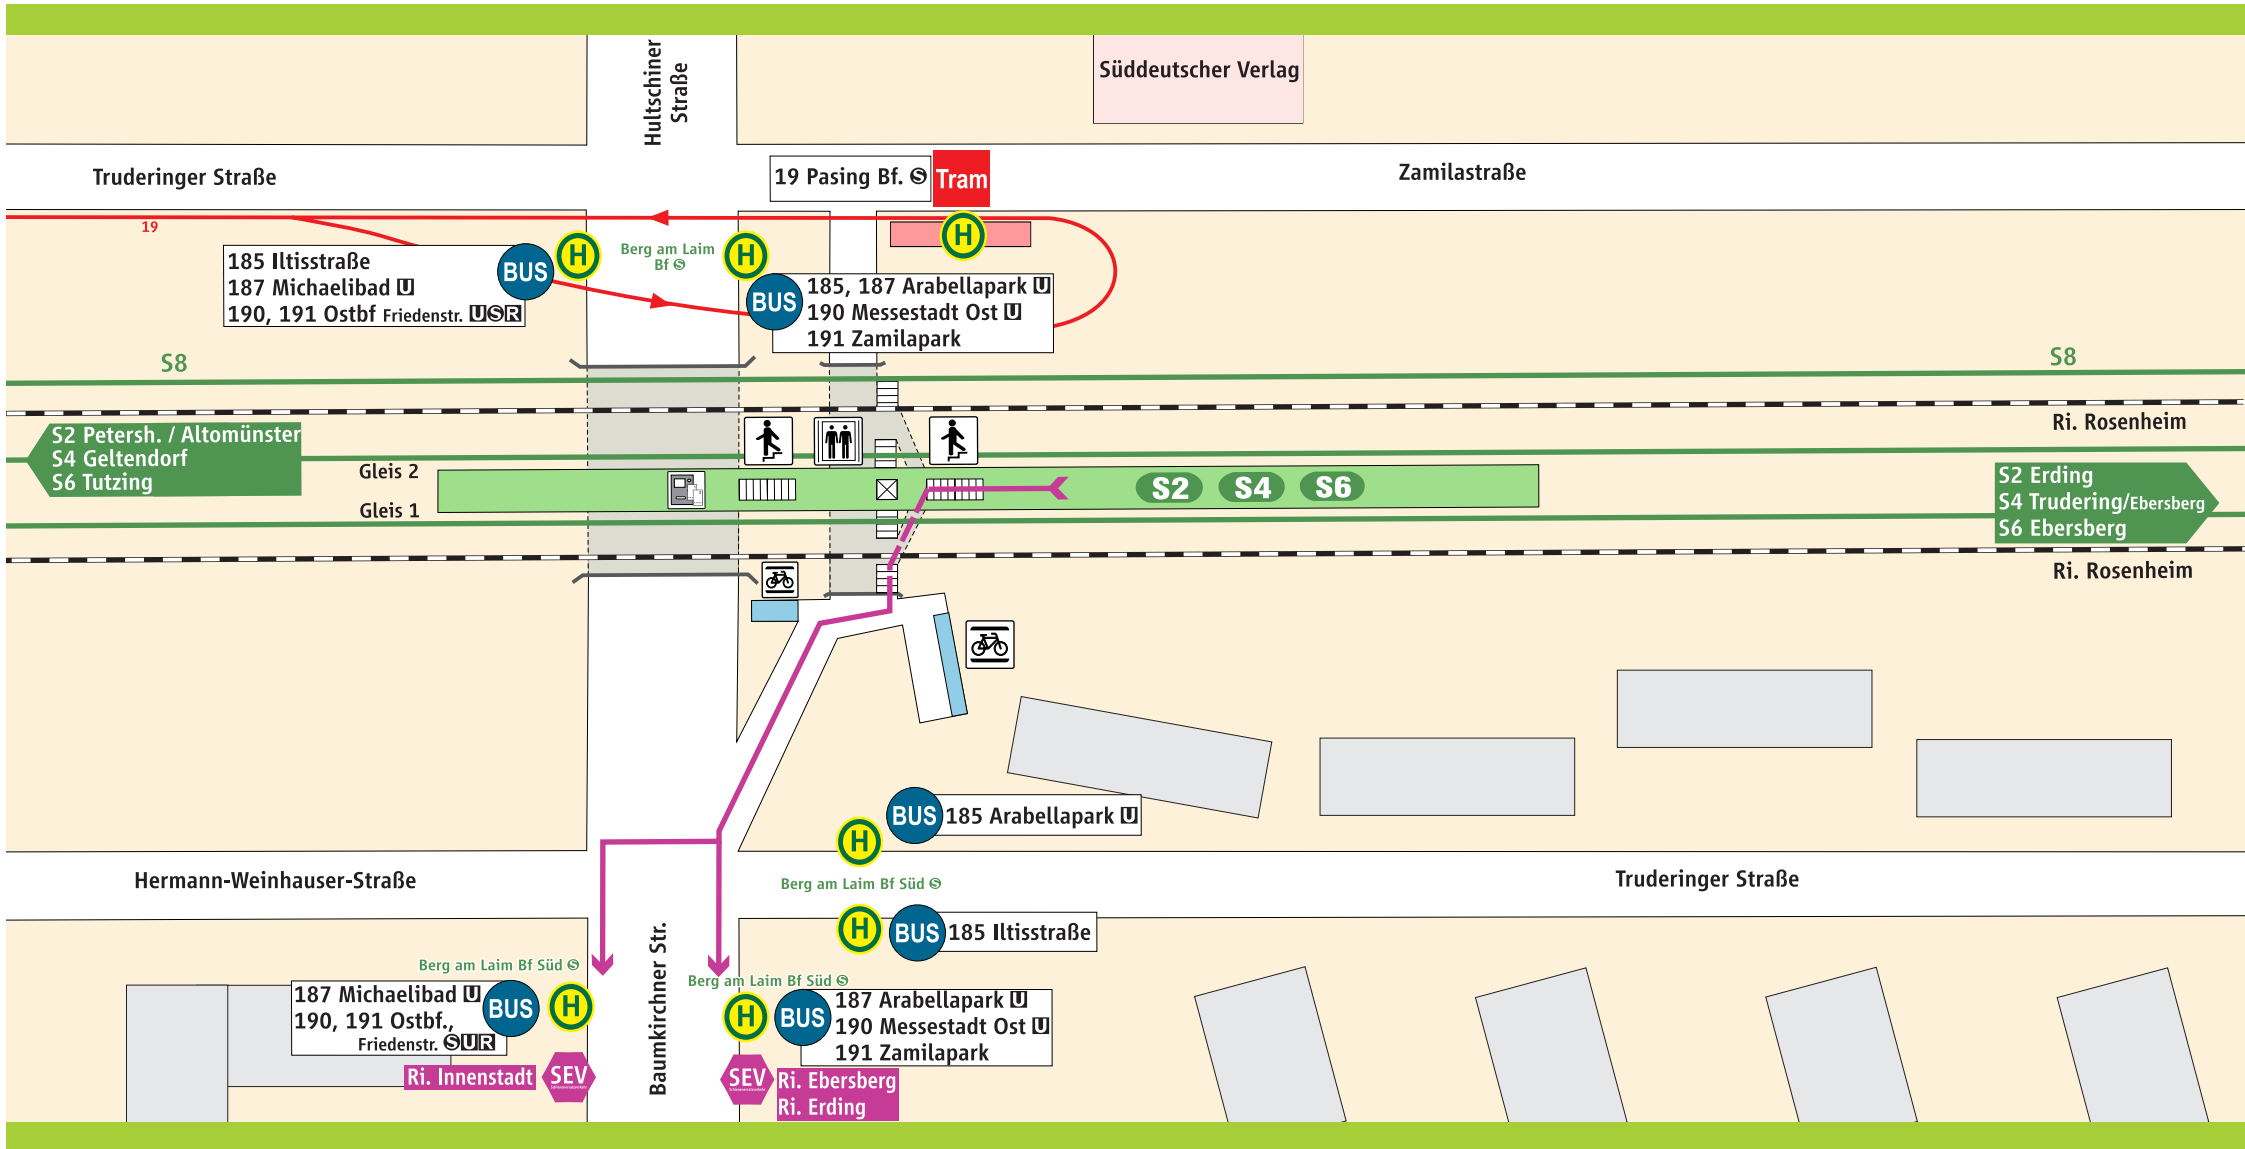 Hultschiner
Straße
Süddeutscher Verlag
Truderinger Straße
19 Pasing Bf. S
Tram
Zamilastraße
19
H
H
H
Berg am Laim
Bf S
185 Iltisstraße
187 Michaelibad U
190, 191 Ostbf Friedenstr. U S R
BUS
BUS
185, 187 Arabellapark U
190 Messestadt Ost U
191 Zamilapark
S8
S8
Ri. Rosenheim
S2 Petersh. / Altomünster
S4 Geltendorf
S6 Tutzing
Gleis 2
Gleis 1
S2
S4
S6
S2 Erding
S4 Trudering/Ebersberg
S6 Ebersberg
Ri. Rosenheim
BUS
185 Arabellapark U
H
Hermann-Weinhauser-Straße
Berg am Laim Bf Süd S
Truderinger Straße
H
BUS
185 Iltisstraße
Baumkirchner Str.
Berg am Laim Bf Süd S
187 Michaelibad U
190, 191 Ostbf.,
Friedenstr. S U R
BUS
H
Berg am Laim Bf Süd S
H
BUS
187 Arabellapark U
190 Messestadt Ost U
191 Zamilapark
Ri. Innenstadt
SEV
SEV
Ri. Ebersberg
Ri. Erding